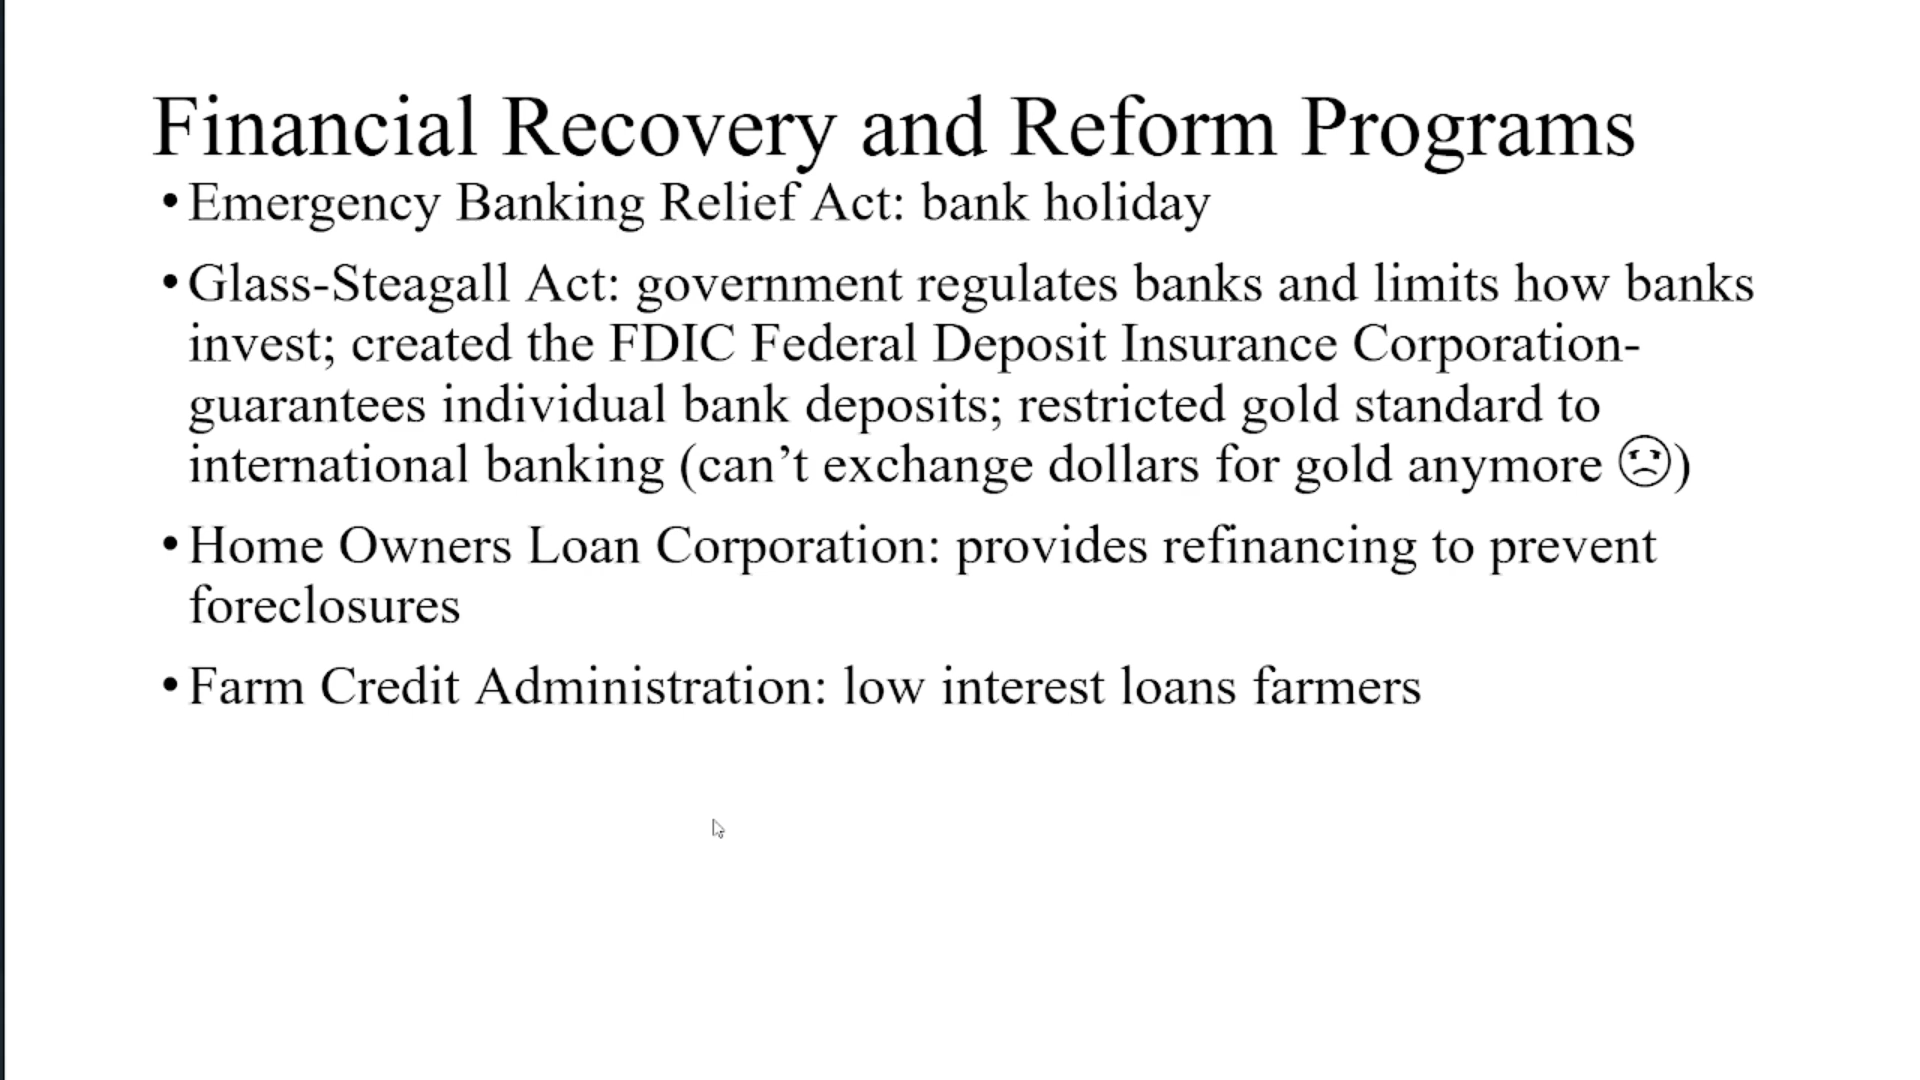 Financial Recovery and Reform Programs
•Emergency Banking Relief Act: bank holiday
•Glass-Steagall Act: government regulates banks and limits how banks
invest; created the FDIC Federal Deposit Insurance Corporation-
guarantees individual bank deposits; restricted gold standard to
international banking (can’t exchange dollars for gold anymore ☹)
•Home Owners Loan Corporation: provides refinancing to prevent
foreclosures
•Farm Credit Administration: low interest loans farmers